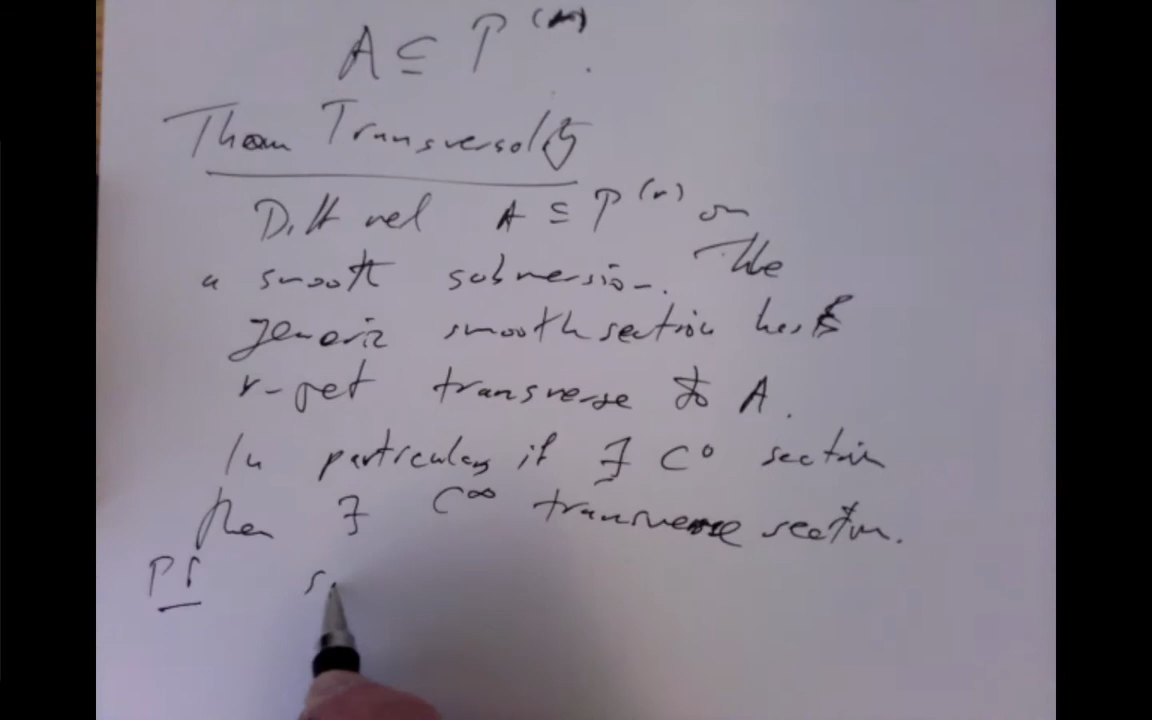 A ⊆ P^(r).
Thom Transversality
Diff rel A ⊆ P^(r) on
a smooth submersion. The
generic smooth section has
r-jet transverse to A.
In particular, if ∃ C⁰ section
then ∃ C^∞ transverse section.
Pf s